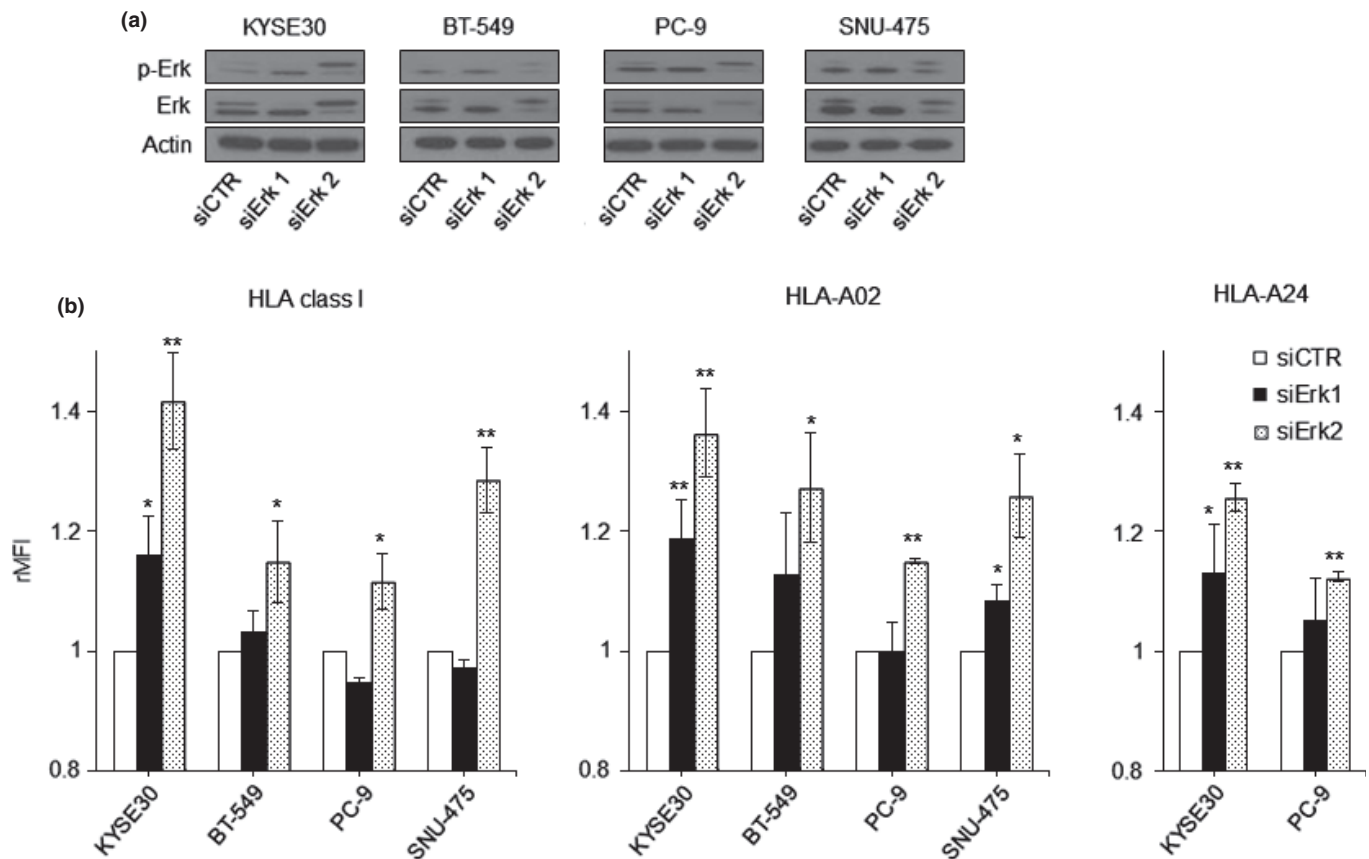 (a)
KYSE30 BT-549 PC-9 SNU-475
p-Erk
Erk
Actin
siCTR siErk 1 siErk 2 siCTR siErk 1 siErk 2 siCTR siErk 1 siErk 2 siCTR siErk 1 siErk 2
(b)
HLA class I HLA-A02 HLA-A24
siCTR
siErk1
siErk2
rMFI
1.4
1.2
1
0.8
** * * * **
KYSE30 BT-549 PC-9 SNU-475
1.4
1.2
1
0.8
** ** * ** * *
KYSE30 BT-549 PC-9 SNU-475
1.4
1.2
1
0.8
* ** **
KYSE30 PC-9